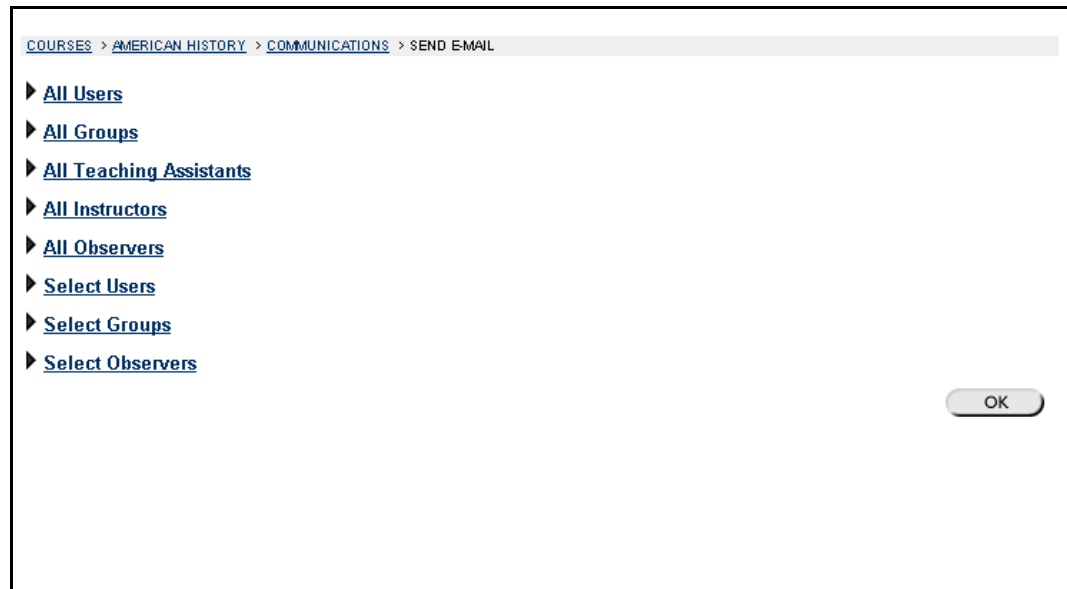 COURSES > AMERICAN HISTORY > COMMUNICATIONS > SEND E-MAIL
All Users
All Groups
All Teaching Assistants
All Instructors
All Observers
Select Users
Select Groups
Select Observers
OK